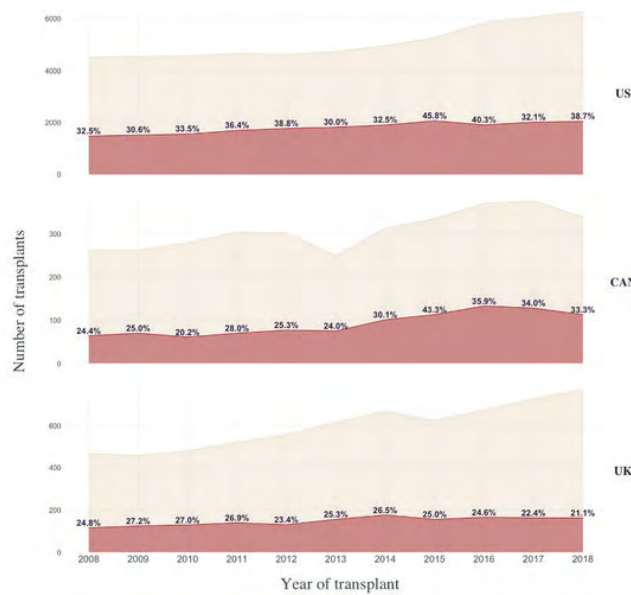 6000
4000
2000
0
US
32.5% 30.6% 33.5% 36.4% 38.8% 30.0% 32.5% 45.8% 40.3% 32.1% 38.7%
300
200
100
0
CAN
24.4% 25.0% 20.2% 28.0% 25.3% 24.0% 30.1% 43.3% 35.9% 34.0% 33.3%
Number of transplants
600
400
200
0
UK
24.8% 27.2% 27.0% 26.9% 23.4% 25.3% 26.5% 25.0% 24.6% 22.4% 21.1%
2008 2009 2010 2011 2012 2013 2014 2015 2016 2017 2018
Year of transplant